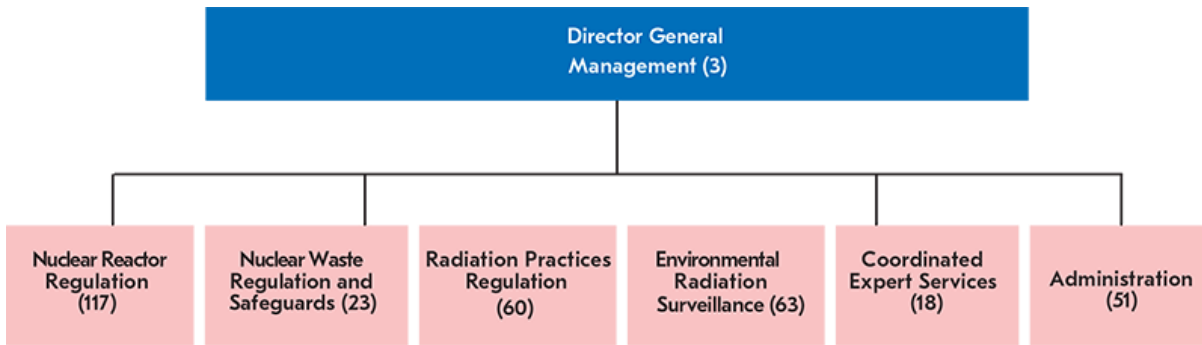 Director General
Management (3)
Nuclear Reactor
Regulation
(117)
Nuclear Waste
Regulation and
Safeguards (23)
Radiation Practices
Regulation
(60)
Environmental
Radiation
Surveillance (63)
Coordinated
Expert Services
(18)
Administration
(51)